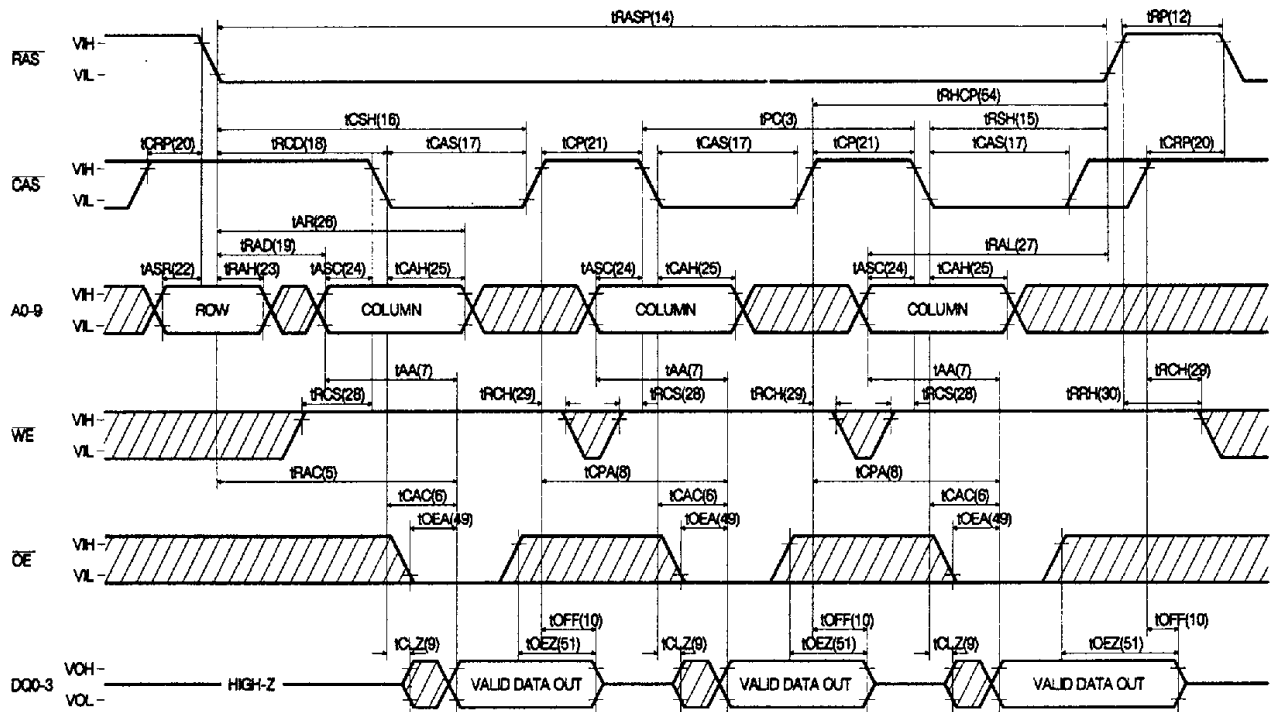 tRASP(14) tRP(12)
VIH
RAS
VIL
tRHCP(54)
tCSH(16) tPC(3) tRSH(15)
tCRP(20) tRCD(18) tCAS(17) tCP(21) tCAS(17) tCP(21) tCAS(17) tCRP(20)
VIH
CAS
VIL
tAR(26)
tRAD(19) tRAL(27)
tASR(22) tRAH(23) tASC(24) tCAH(25) tASC(24) tCAH(25) tASC(24) tCAH(25)
VIH
A0-9 ROW COLUMN COLUMN COLUMN
VIL
tAA(7) tAA(7) tAA(7)
tRCS(28) tRCH(29) tRCS(28) tRCH(29) tRCS(28) tRRH(30) tRCH(29)
VIH
WE
VIL
tRAC(5) tCPA(8) tCPA(8)
tCAC(6) tCAC(6) tCAC(6)
tOEA(49) tOEA(49) tOEA(49)
VIH
OE
VIL
tOFF(10) tOFF(10) tOFF(10)
tCLZ(9) tOEZ(51) tCLZ(9) tOEZ(51) tCLZ(9) tOEZ(51)
VOH
DQ0-3 HIGH-Z VALID DATA OUT VALID DATA OUT VALID DATA OUT
VOL